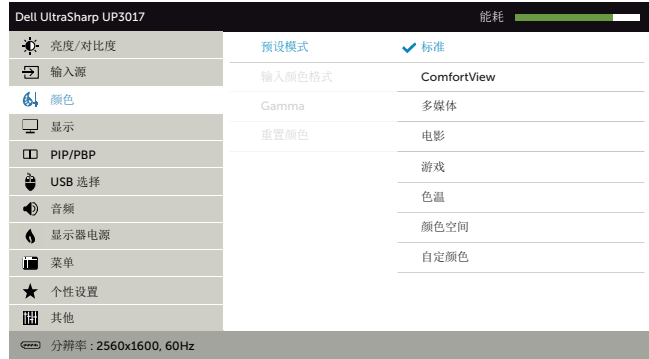 Dell UltraSharp UP3017
能耗
亮度/对比度
预设模式
标准
输入源
输入颜色格式
ComfortView
颜色
Gamma
多媒体
显示
重置颜色
电影
PIP/PBP
游戏
USB 选择
色温
音频
颜色空间
显示器电源
自定颜色
菜单
个性设置
其他
分辨率 : 2560x1600, 60Hz